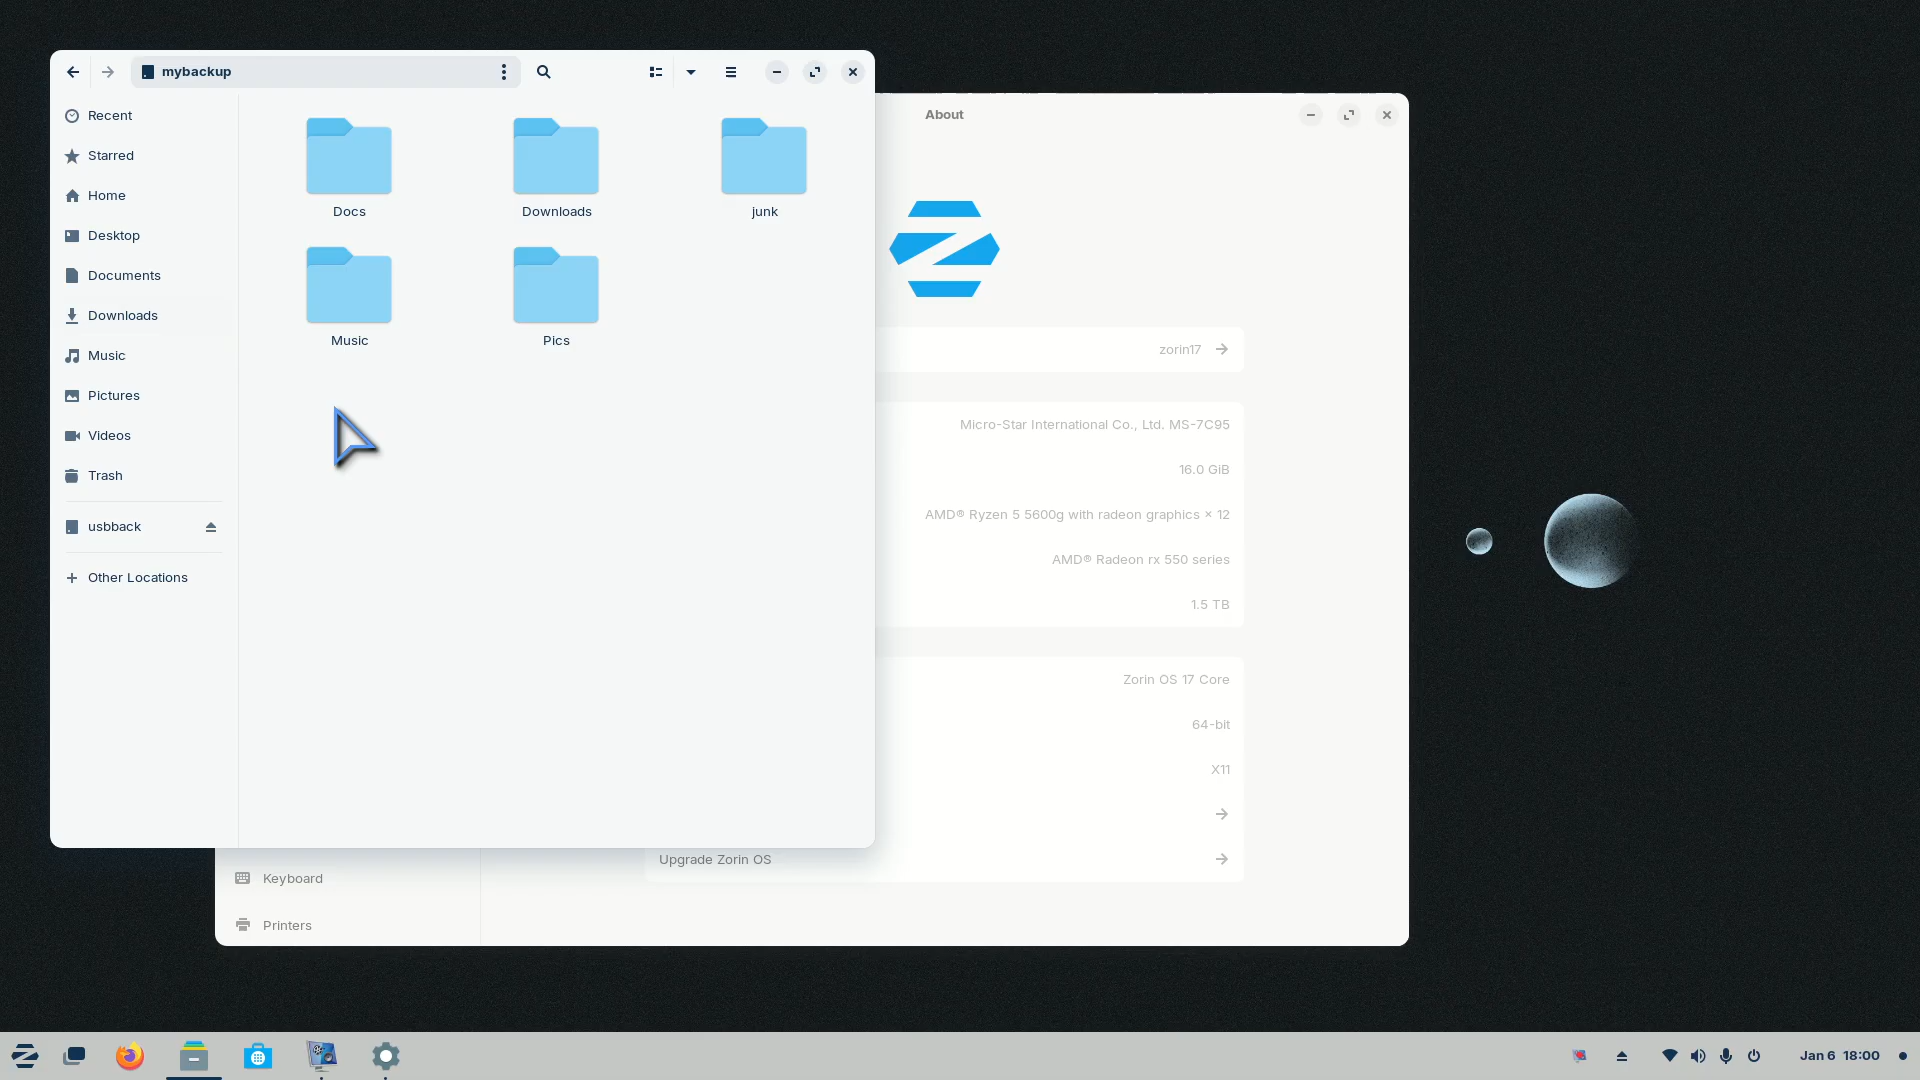 mybackup
Recent
Starred
Home
Desktop
Documents
Downloads
Music
Pictures
Videos
Trash
usbback
Other Locations
Docs
Downloads
junk
Music
Pics
About
zorin17
Micro-Star International Co., Ltd. MS-7C95
16.0 GiB
AMD® Ryzen 5 5600g with radeon graphics × 12
AMD® Radeon rx 550 series
1.5 TB
Zorin OS 17 Core
64-bit
X11
Upgrade Zorin OS
Keyboard
Printers
Jan 6 18:00